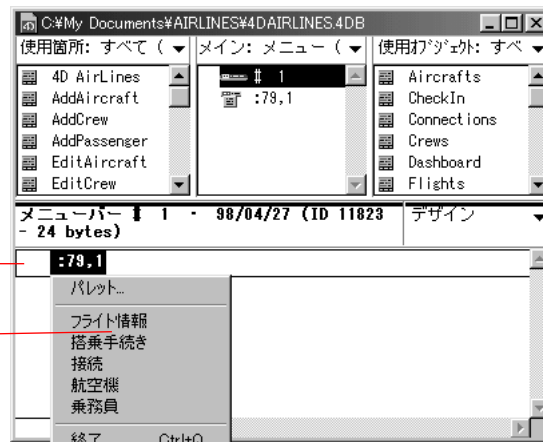 C:¥My Documents¥AIRLINES¥4DAIRLINES.4DB
使用箇所: すべて (
メイン: メニュー (
使用ｵﾌﾞｼﾞｪｸﾄ: すべ
4D AirLines
AddAircraft
AddCrew
AddPassenger
EditAircraft
EditCrew
# 1
:79,1
Aircrafts
CheckIn
Connections
Crews
Dashboard
Flights
メニューバー # 1 - 98/04/27 (ID 11823
- 24 bytes)
デザイン
:79,1
パレット...
フライト情報
搭乗手続き
接続
航空機
乗務員
終了 Ctrl+Q